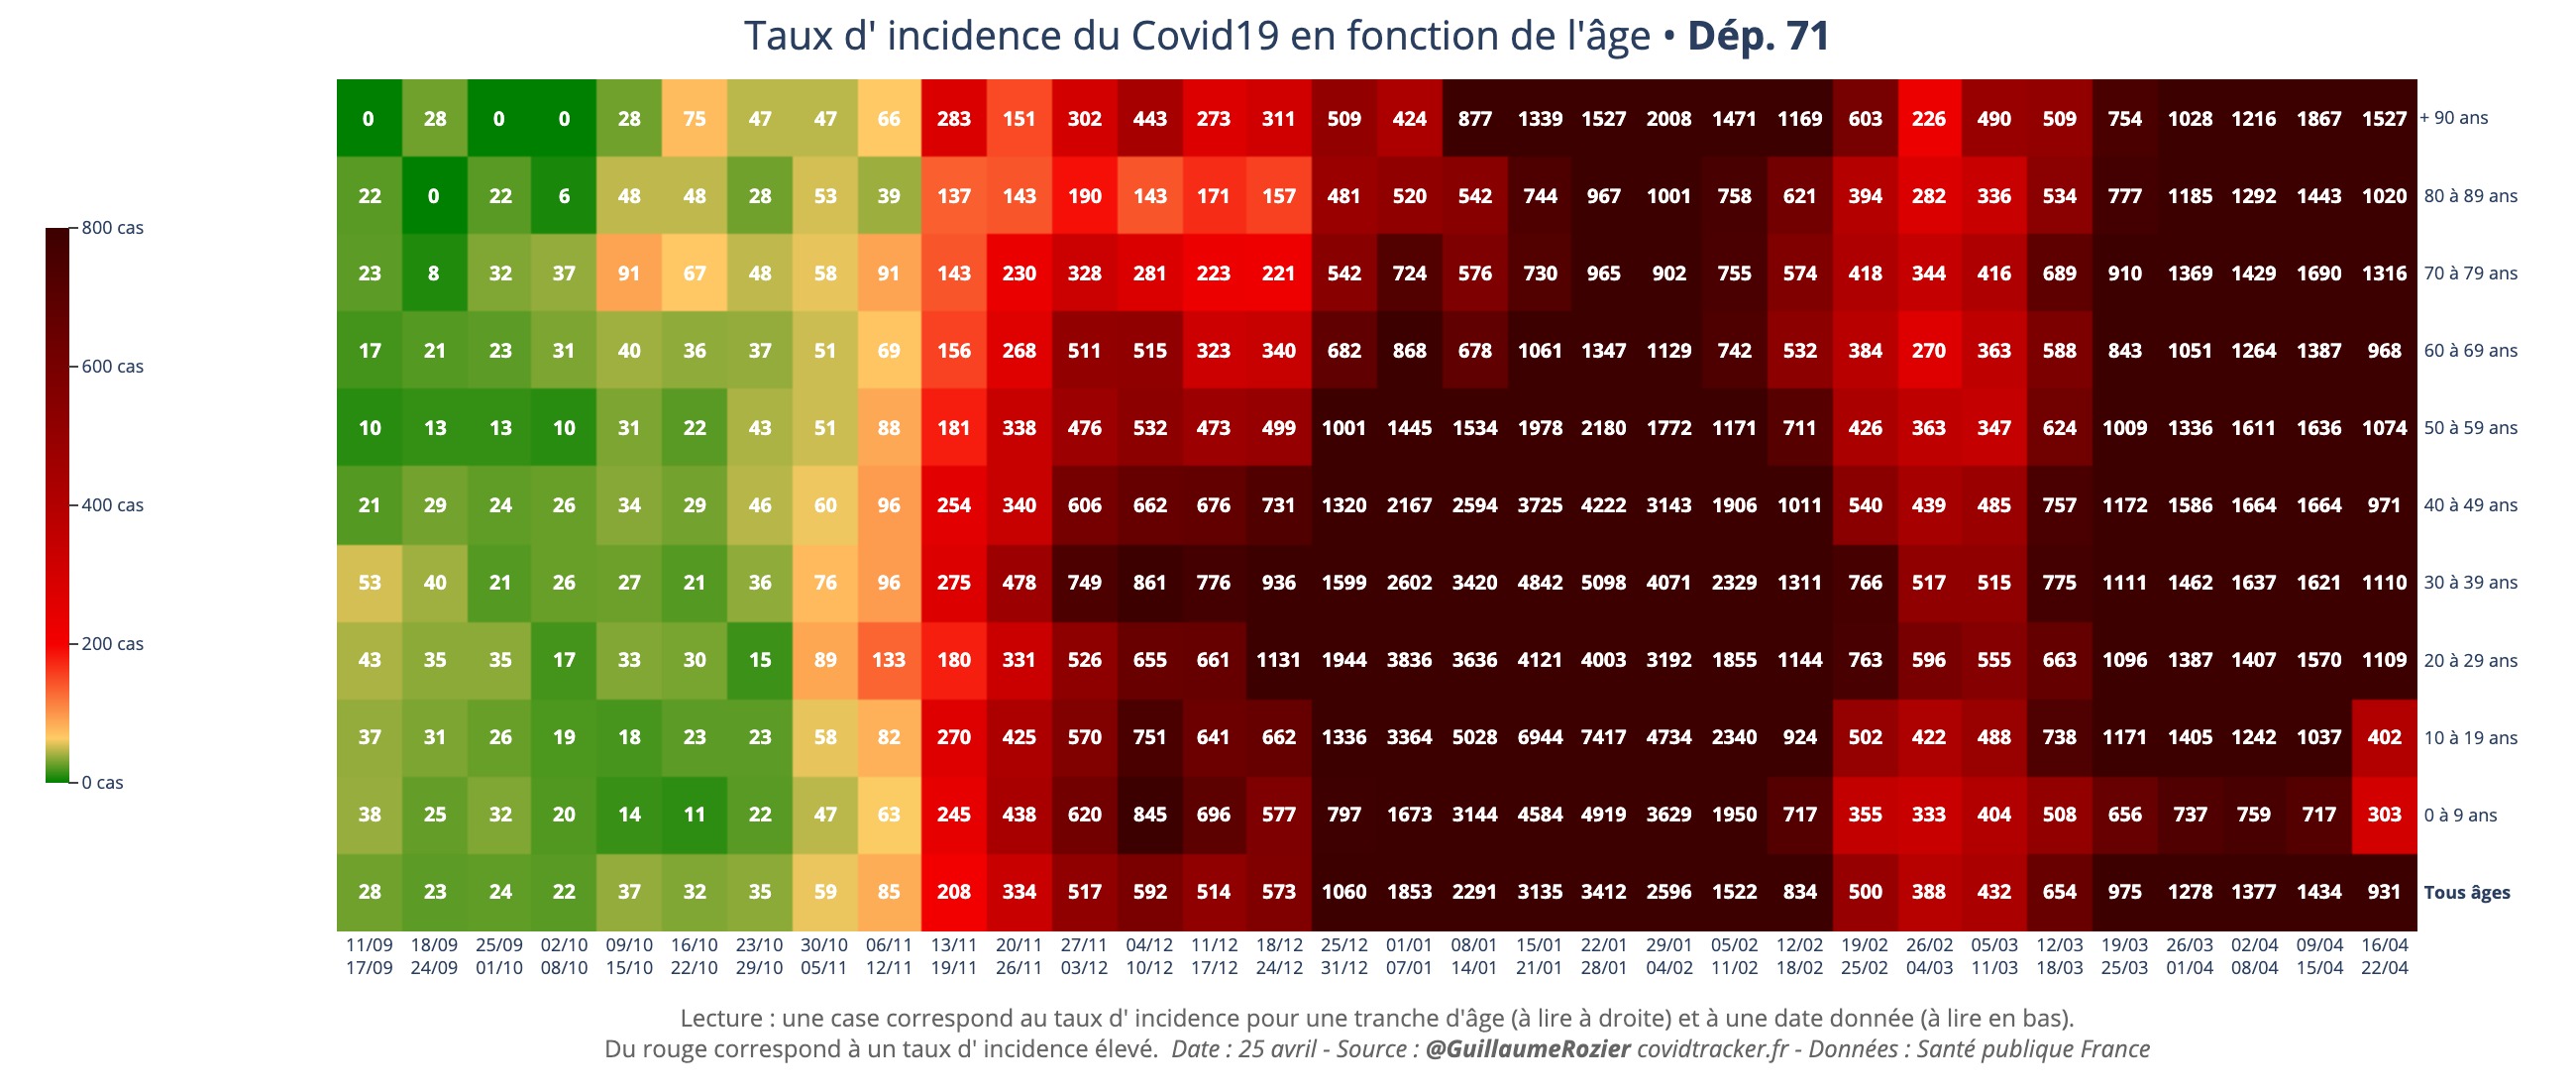 Taux d' incidence du Covid19 en fonction de l'âge • Dép. 71
800 cas
600 cas
400 cas
200 cas
0 cas
0 28 0 0 28 75 47 47 66 283 151 302 443 273 311 509 424 877 1339 1527 2008 1471 1169 603 226 490 509 754 1028 1216 1867 1527 + 90 ans
22 0 22 6 48 48 28 53 39 137 143 190 143 171 157 481 520 542 744 967 1001 758 621 394 282 336 534 777 1185 1292 1443 1020 80 à 89 ans
23 8 32 37 91 67 48 58 91 143 230 328 281 223 221 542 724 576 730 965 902 755 574 418 344 416 689 910 1369 1429 1690 1316 70 à 79 ans
17 21 23 31 40 36 37 51 69 156 268 511 515 323 340 682 868 678 1061 1347 1129 742 532 384 270 363 588 843 1051 1264 1387 968 60 à 69 ans
10 13 13 10 31 22 43 51 88 181 338 476 532 473 499 1001 1445 1534 1978 2180 1772 1171 711 426 363 347 624 1009 1336 1611 1636 1074 50 à 59 ans
21 29 24 26 34 29 46 60 96 254 340 606 662 676 731 1320 2167 2594 3725 4222 3143 1906 1011 540 439 485 757 1172 1586 1664 1664 971 40 à 49 ans
53 40 21 26 27 21 36 76 96 275 478 749 861 776 936 1599 2602 3420 4842 5098 4071 2329 1311 766 517 515 775 1111 1462 1637 1621 1110 30 à 39 ans
43 35 35 17 33 30 15 89 133 180 331 526 655 661 1131 1944 3836 3636 4121 4003 3192 1855 1144 763 596 555 663 1096 1387 1407 1570 1109 20 à 29 ans
37 31 26 19 18 23 23 58 82 270 425 570 751 641 662 1336 3364 5028 6944 7417 4734 2340 924 502 422 488 738 1171 1405 1242 1037 402 10 à 19 ans
38 25 32 20 14 11 22 47 63 245 438 620 845 696 577 797 1673 3144 4584 4919 3629 1950 717 355 333 404 508 656 737 759 717 303 0 à 9 ans
28 23 24 22 37 32 35 59 85 208 334 517 592 514 573 1060 1853 2291 3135 3412 2596 1522 834 500 388 432 654 975 1278 1377 1434 931 Tous âges
11/09 18/09 25/09 02/10 09/10 16/10 23/10 30/10 06/11 13/11 20/11 27/11 04/12 11/12 18/12 25/12 01/01 08/01 15/01 22/01 29/01 05/02 12/02 19/02 26/02 05/03 12/03 19/03 26/03 02/04 09/04 16/04
17/09 24/09 01/10 08/10 15/10 22/10 29/10 05/11 12/11 19/11 26/11 03/12 10/12 17/12 24/12 31/12 07/01 14/01 21/01 28/01 04/02 11/02 18/02 25/02 04/03 11/03 18/03 25/03 01/04 08/04 15/04 22/04
Lecture : une case correspond au taux d' incidence pour une tranche d'âge (à lire à droite) et à une date donnée (à lire en bas).
Du rouge correspond à un taux d' incidence élevé. Date : 25 avril - Source : @GuillaumeRozier covidtracker.fr - Données : Santé publique France